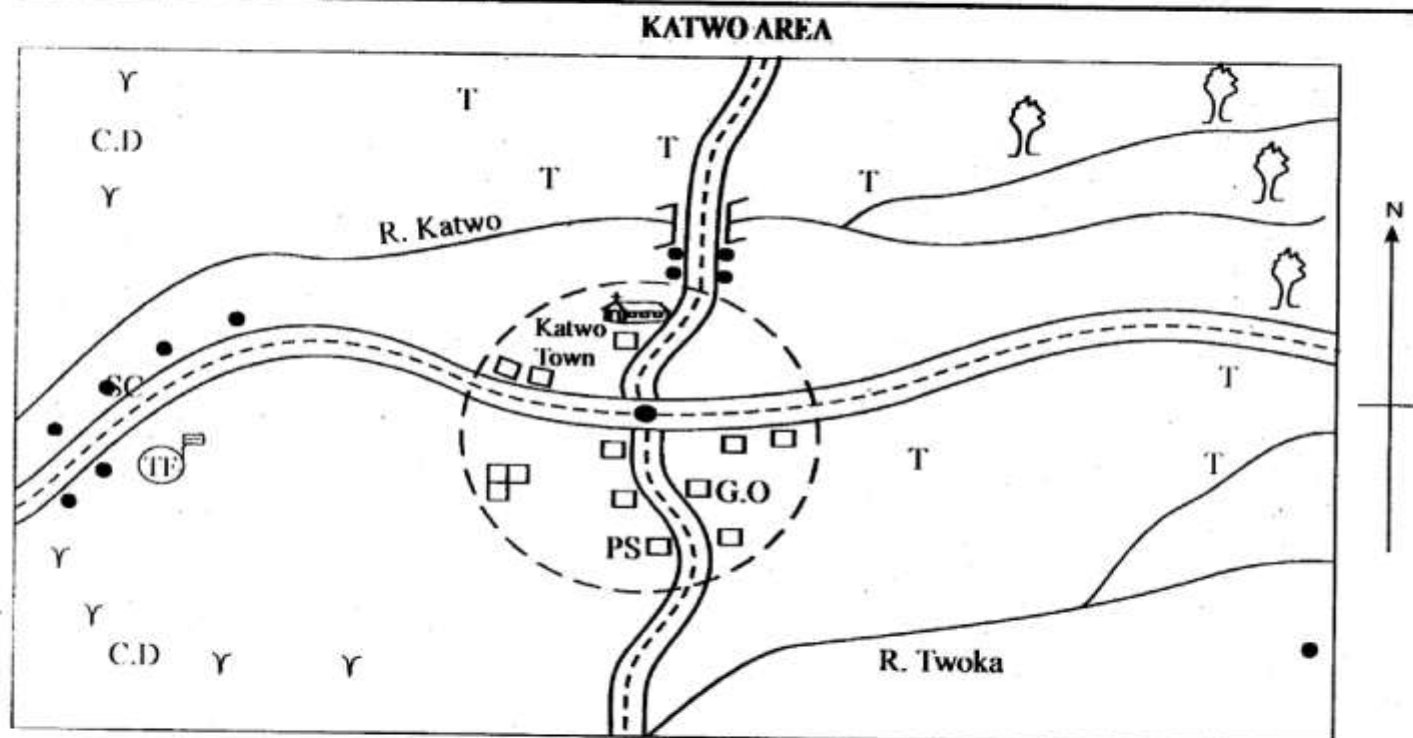 KATWO AREA
T
C.D
T
T
T
R. Katwo
N
Katwo
Town
SC
T
TF
T
T
G.O
PS
C.D
R. Twoka